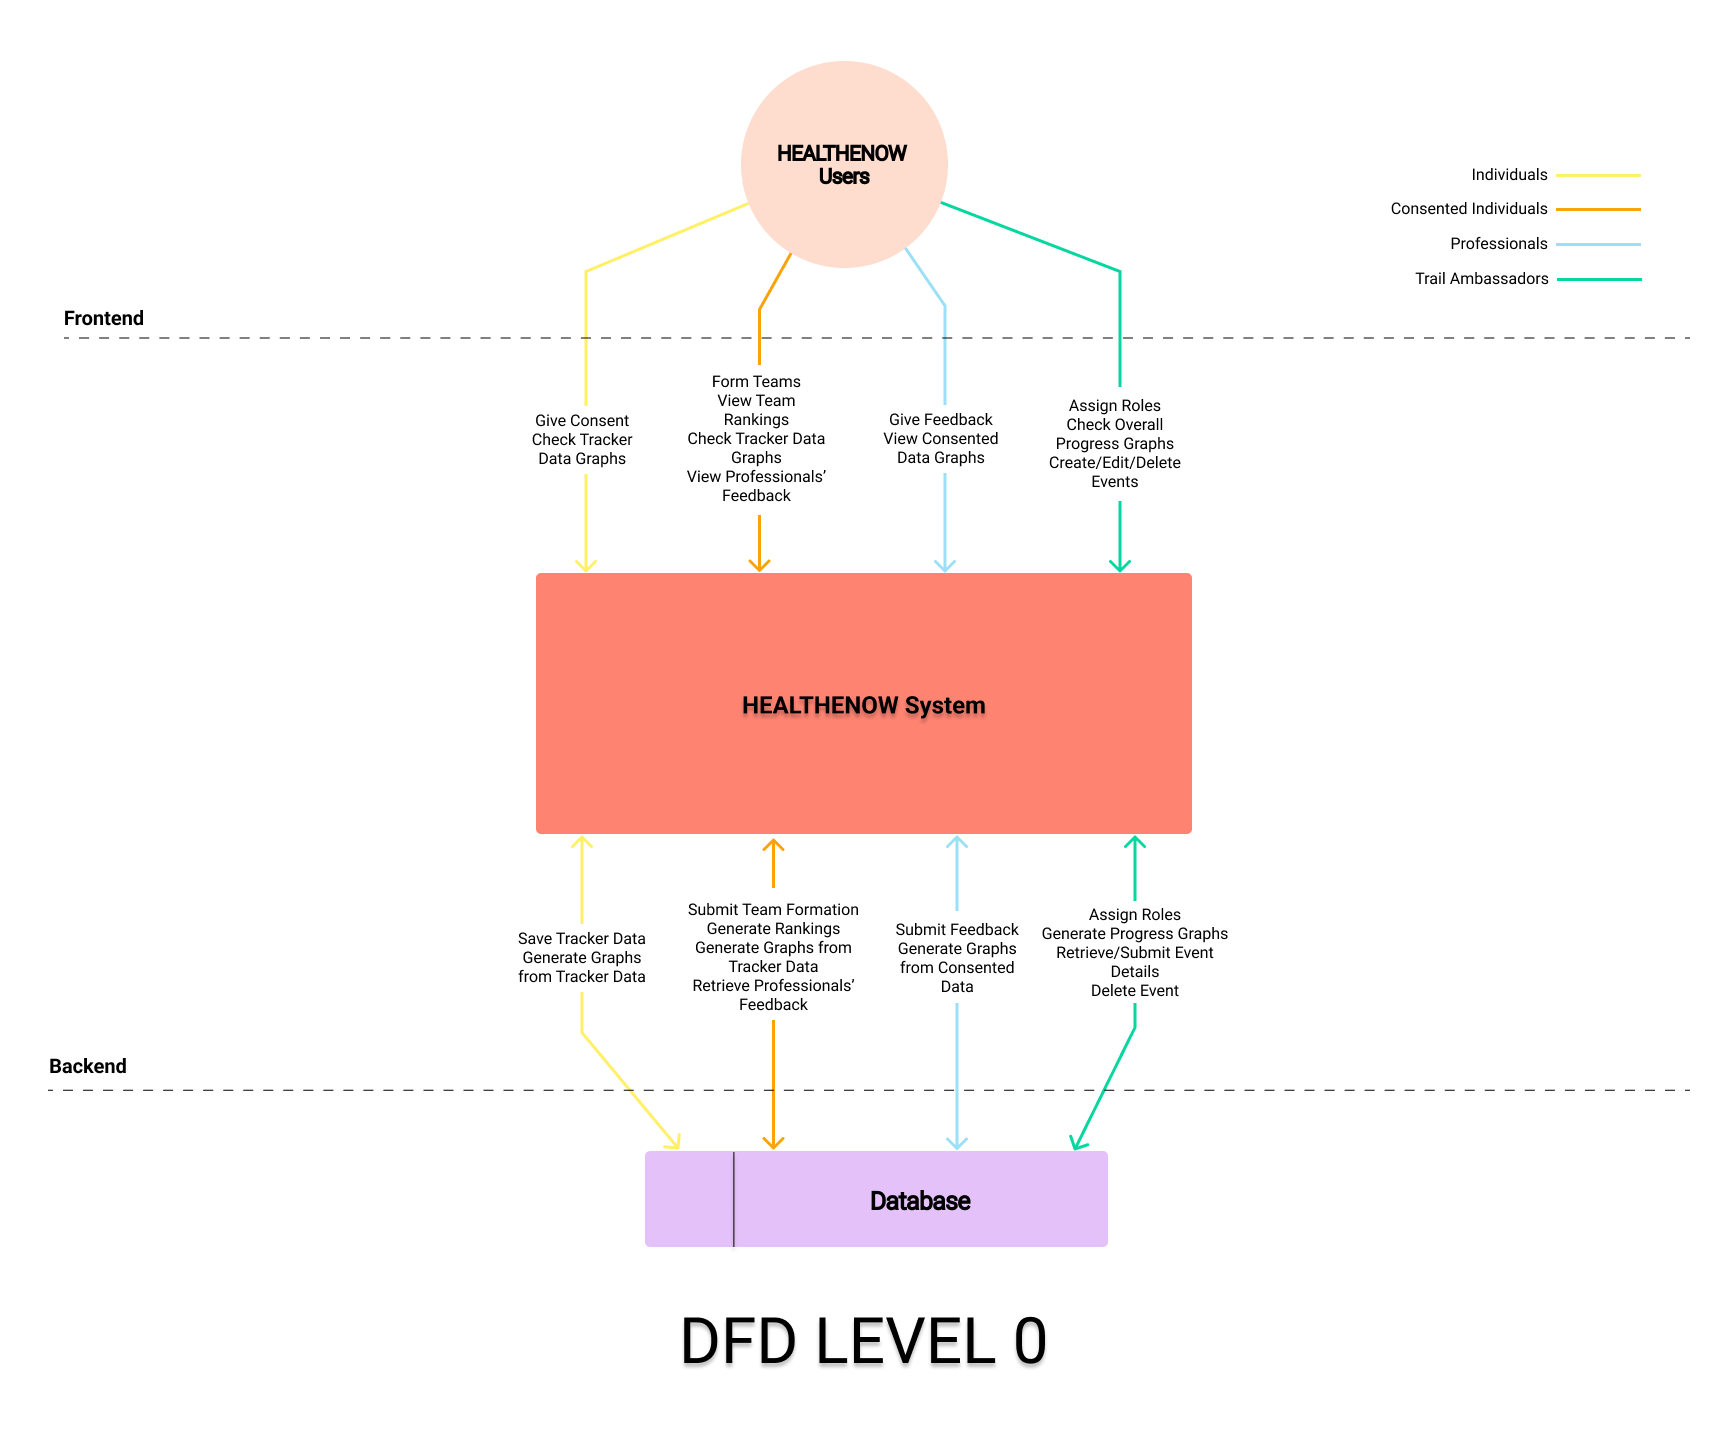 HEALTHENOW
Users
Individuals
Consented Individuals
Professionals
Trail Ambassadors
Frontend
Give Consent
Check Tracker
Data Graphs
Form Teams
View Team
Rankings
Check Tracker Data
Graphs
View Professionals’
Feedback
Give Feedback
View Consented
Data Graphs
Assign Roles
Check Overall
Progress Graphs
Create/Edit/Delete
Events
HEALTHENOW System
Save Tracker Data
Generate Graphs
from Tracker Data
Submit Team Formation
Generate Rankings
Generate Graphs from
Tracker Data
Retrieve Professionals’
Feedback
Submit Feedback
Generate Graphs
from Consented
Data
Assign Roles
Generate Progress Graphs
Retrieve/Submit Event
Details
Delete Event
Backend
Database
DFD LEVEL 0